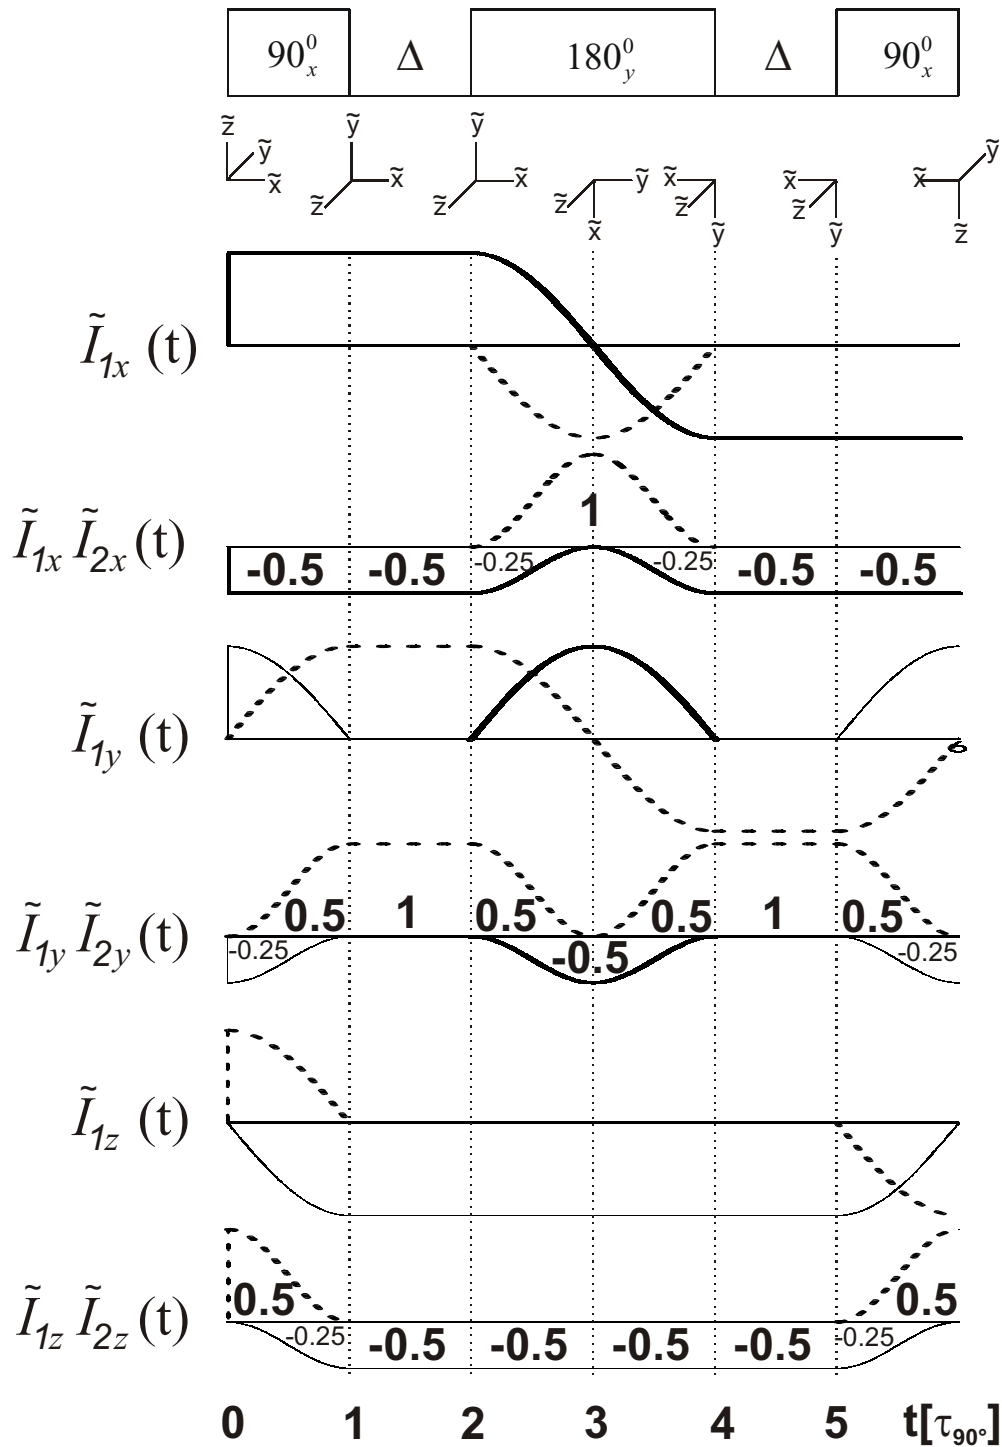 90⁰ₓ Δ 180⁰ᵧ Δ 90⁰ₓ
z̃ ỹ x̃
ỹ x̃ z̃
ỹ x̃ z̃
z̃ ỹ x̃
x̃ z̃ ỹ
x̃ z̃ ỹ
x̃ ỹ z̃
Ĩ1x (t)
Ĩ1x Ĩ2x (t) -0.5 -0.5 -0.25 1 -0.25 -0.5 -0.5
Ĩ1y (t)
Ĩ1y Ĩ2y (t) -0.25 0.5 1 0.5 -0.5 0.5 1 0.5 -0.25
Ĩ1z (t)
Ĩ1z Ĩ2z (t) 0.5 -0.25 -0.5 -0.5 -0.5 -0.5 -0.25 0.5
0 1 2 3 4 5 t[τ90°]